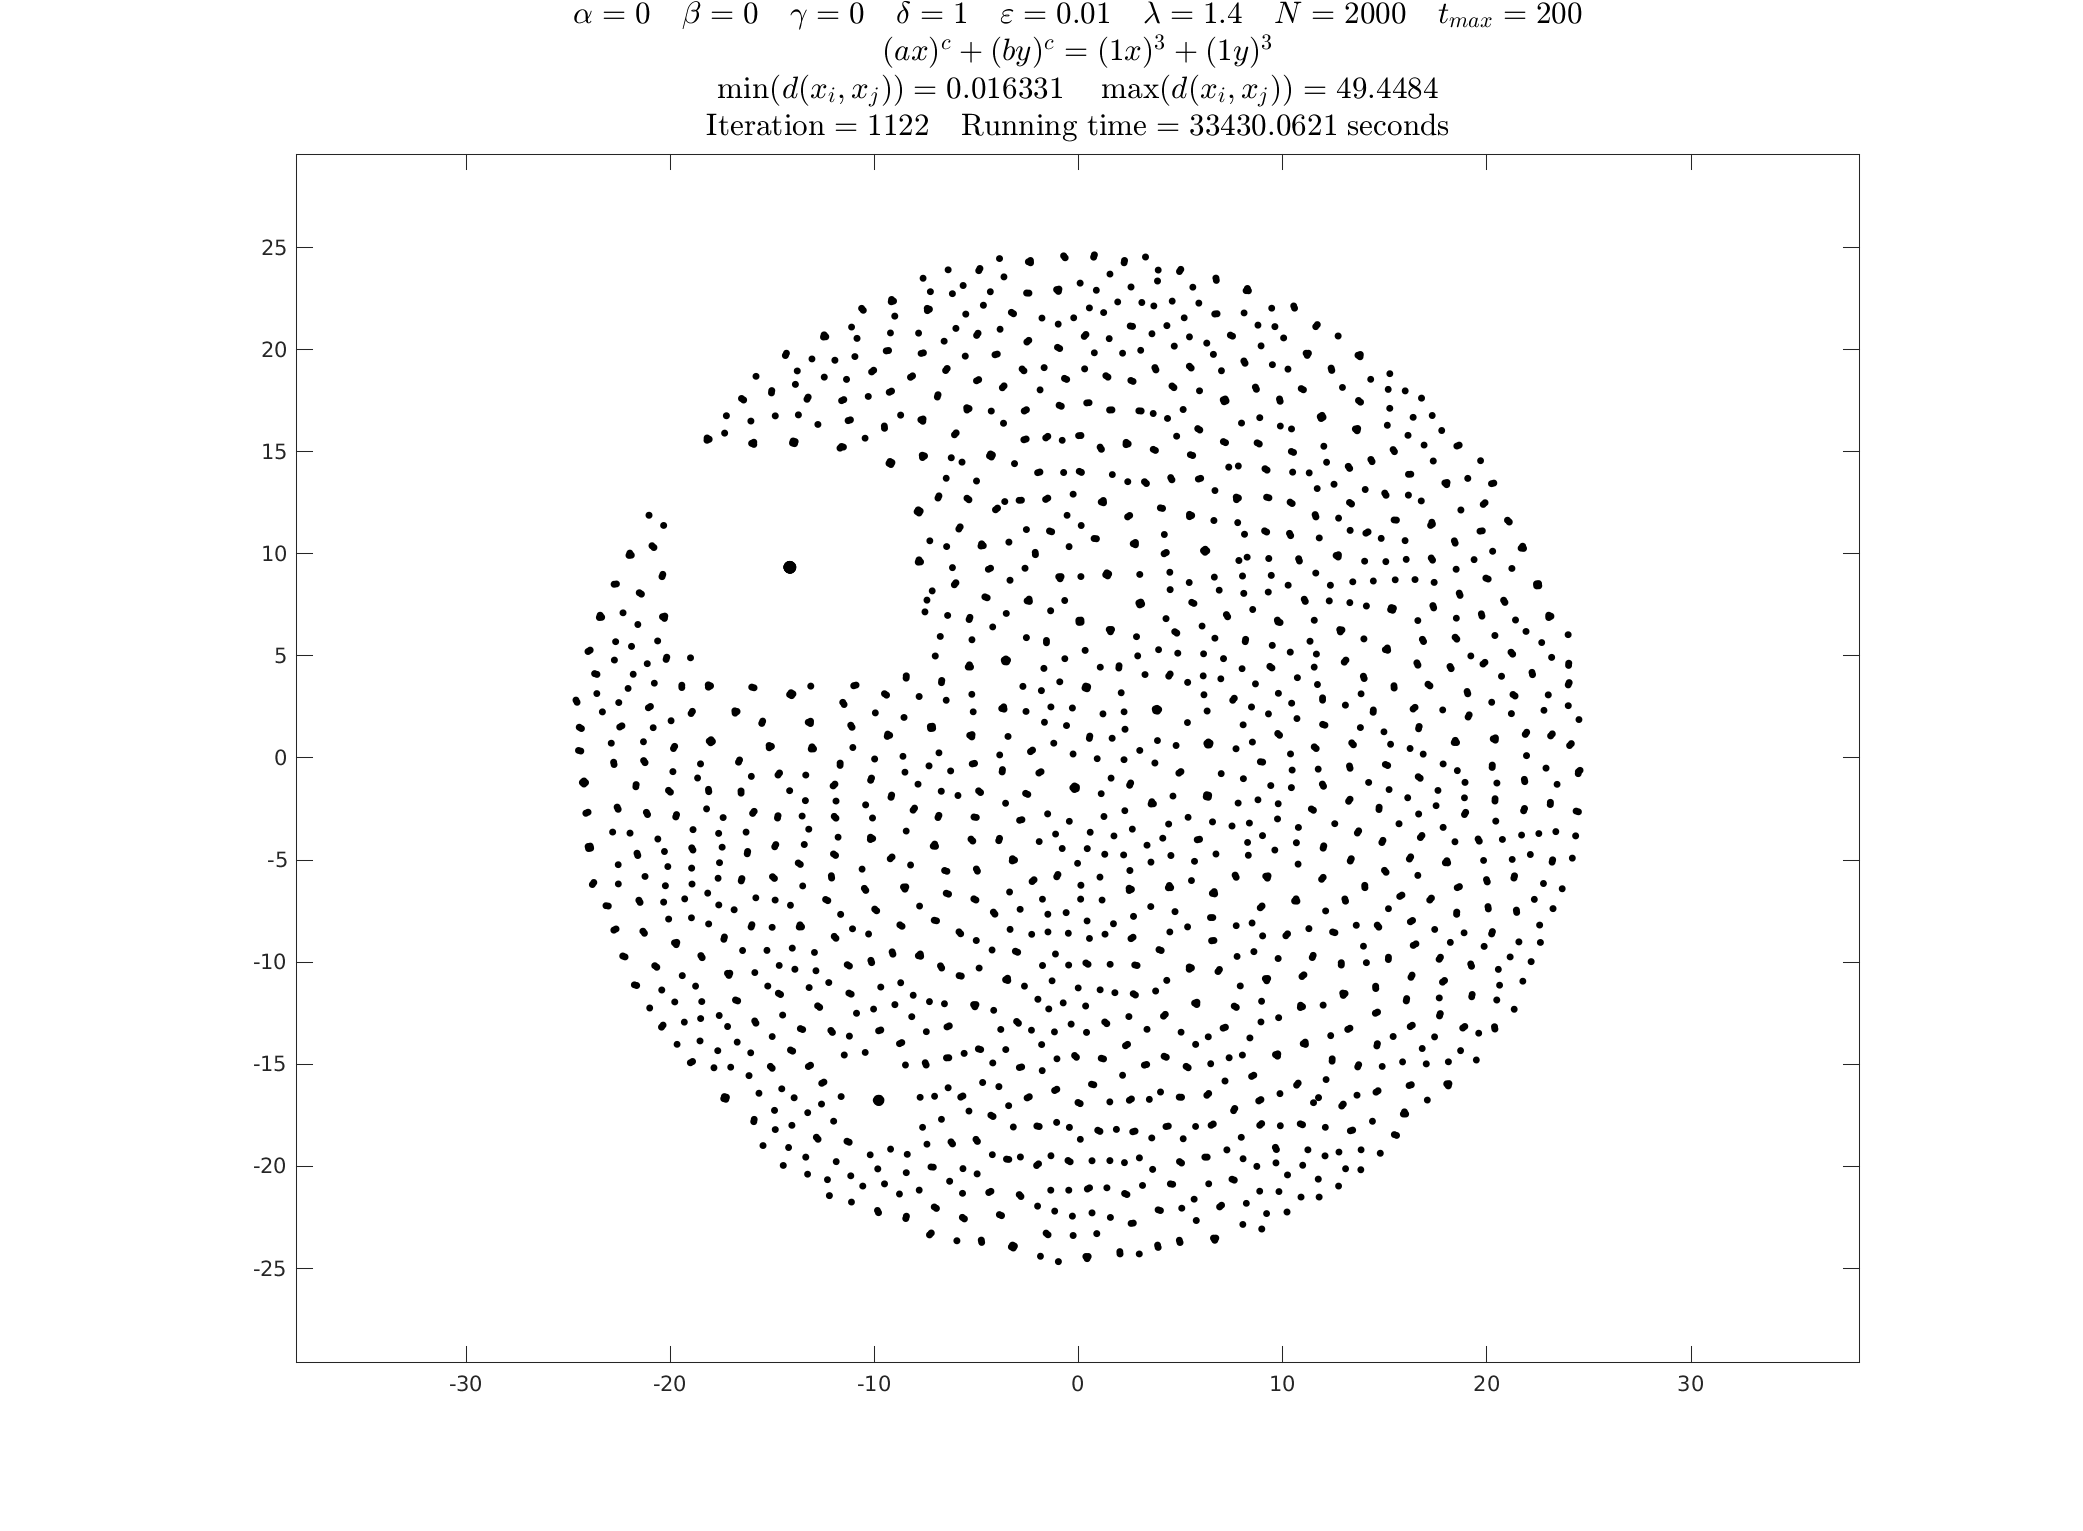 α = 0 β = 0 γ = 0 δ = 1 ε = 0.01 λ = 1.4 N = 2000 t_{max} = 200
(ax)^c + (by)^c = (1x)^3 + (1y)^3
min(d(x_i, x_j)) = 0.016331 max(d(x_i, x_j)) = 49.4484
Iteration = 1122 Running time = 33430.0621 seconds
25
20
15
10
5
0
-5
-10
-15
-20
-25
-30 -20 -10 0 10 20 30